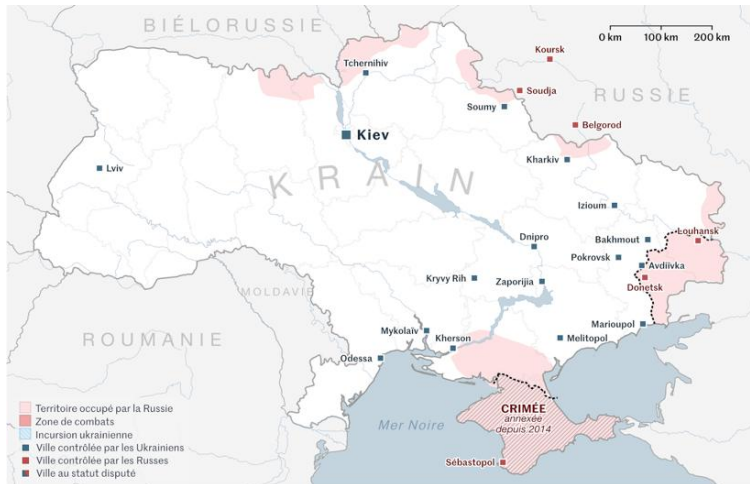 BIÉLORUSSIE
Koursk
0 km
100 km
200 km
Tchernihiv
Soudja
Soumy
RUSSIE
Belgorod
Kiev
Kharkiv
Lviv
KRAIN
Izioum
Dnipro
Bakhmout
Louhansk
Pokrovsk
Avdiivka
Kryvy Rih
Zaporijia
Donetsk
MOLDAVIE
ROUMANIE
Mykolaïv
Kherson
Marioupol
Melitopol
Odessa
Territoire occupé par la Russie
Zone de combats
Incursion ukrainienne
Ville contrôlée par les Ukrainiens
Ville contrôlée par les Russes
Ville au statut disputé
Mer Noire
CRIMÉE
annexée
depuis 2014
Sébastopol